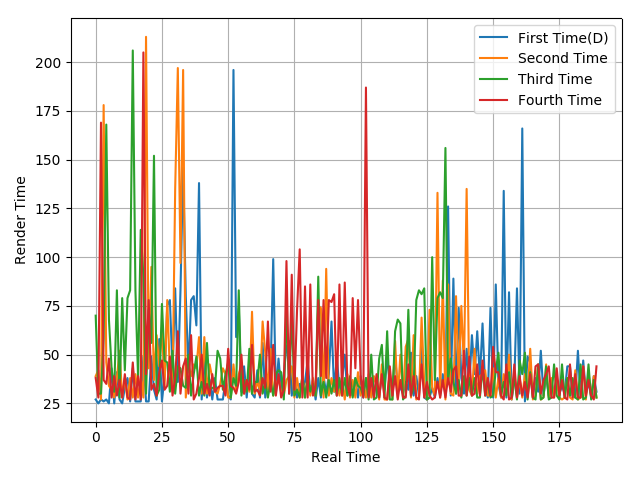 First Time(D)
Second Time
Third Time
Fourth Time
200
175
150
125
100
75
50
25
Render Time
0 25 50 75 100 125 150 175
Real Time